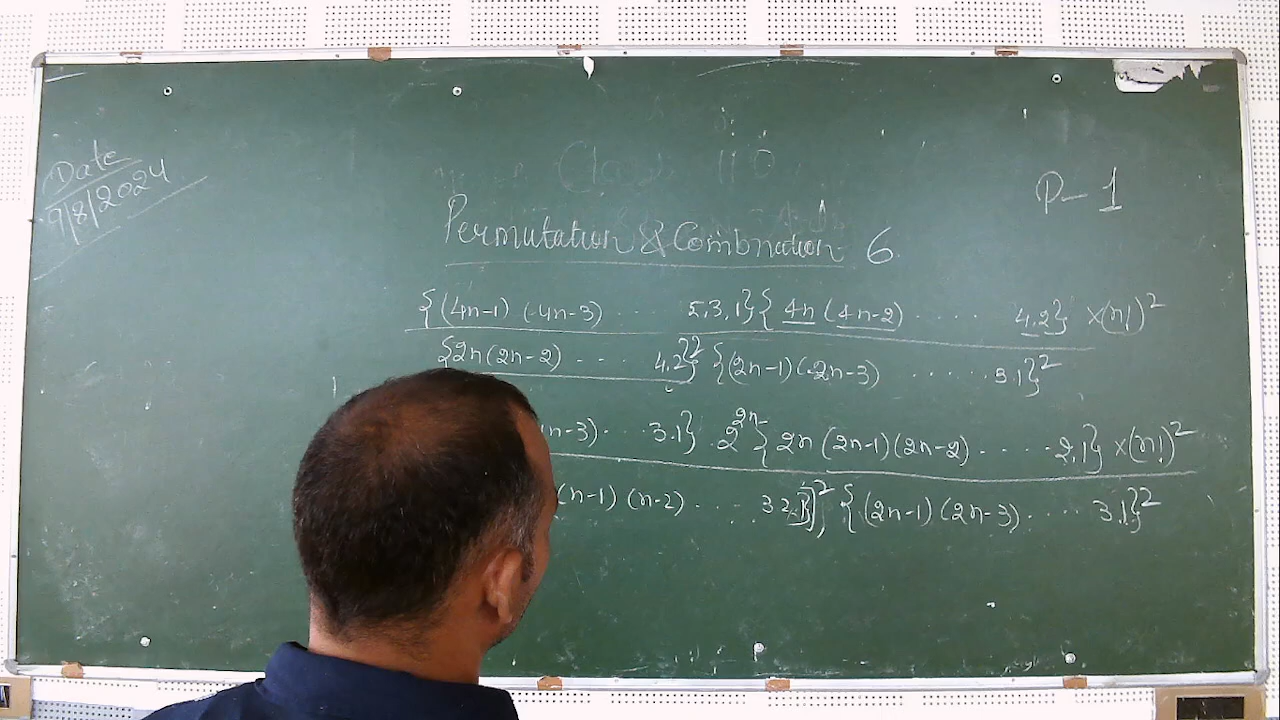 Date
9/8/2024
Class 11 D
P-1
Permutation & Combination 6
{(4n-1) (4n-3) .... 5.3.1} {4n (4n-2) ..... 4.2} ×(n!)²
{2n(2n-2) --- 4.2}² {(2n-1)(2n-3) ..... 3.1}²
n-3)- ..3.1} 2²ⁿ {2n (2n-1)(2n-2) ..... 2.1} ×(n!)²
(n-1) (n-2) .... 3 2.1]², {(2n-1) (2n-3) .... 3.1}²